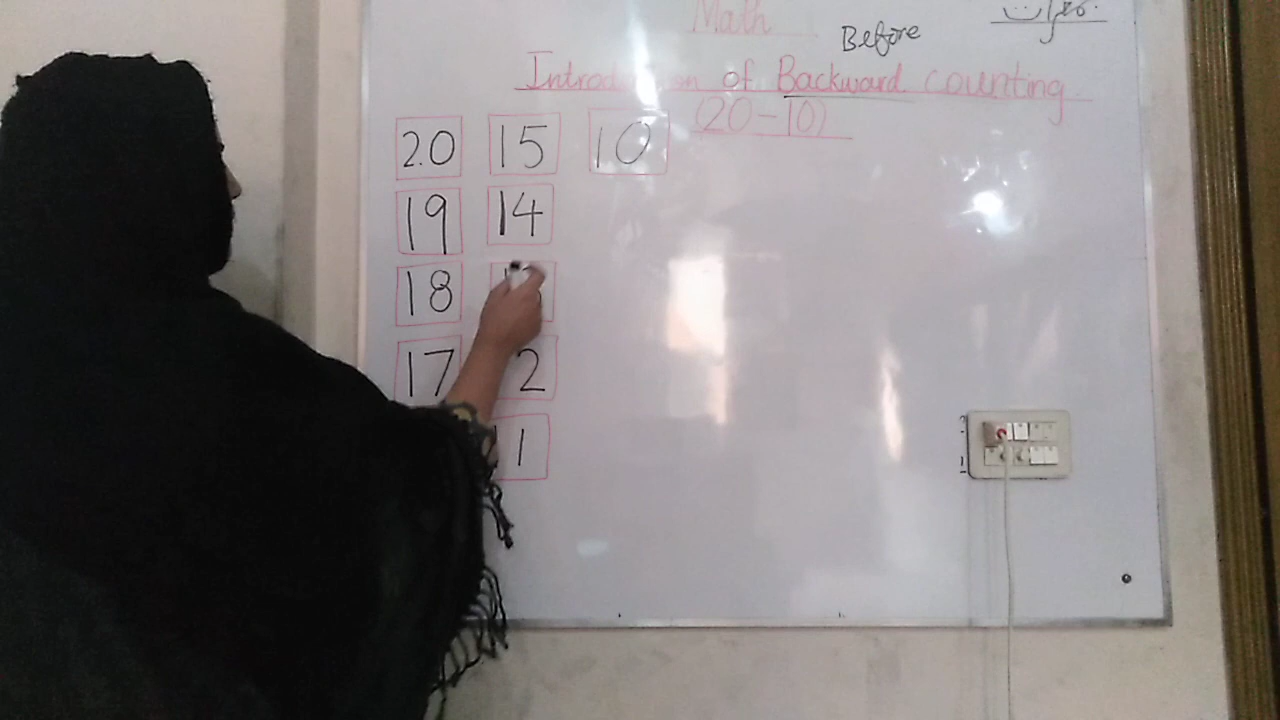 Math
Before
Introduction of Backward counting.
(20-10)
20 15 10
19 14
18
17 2
1